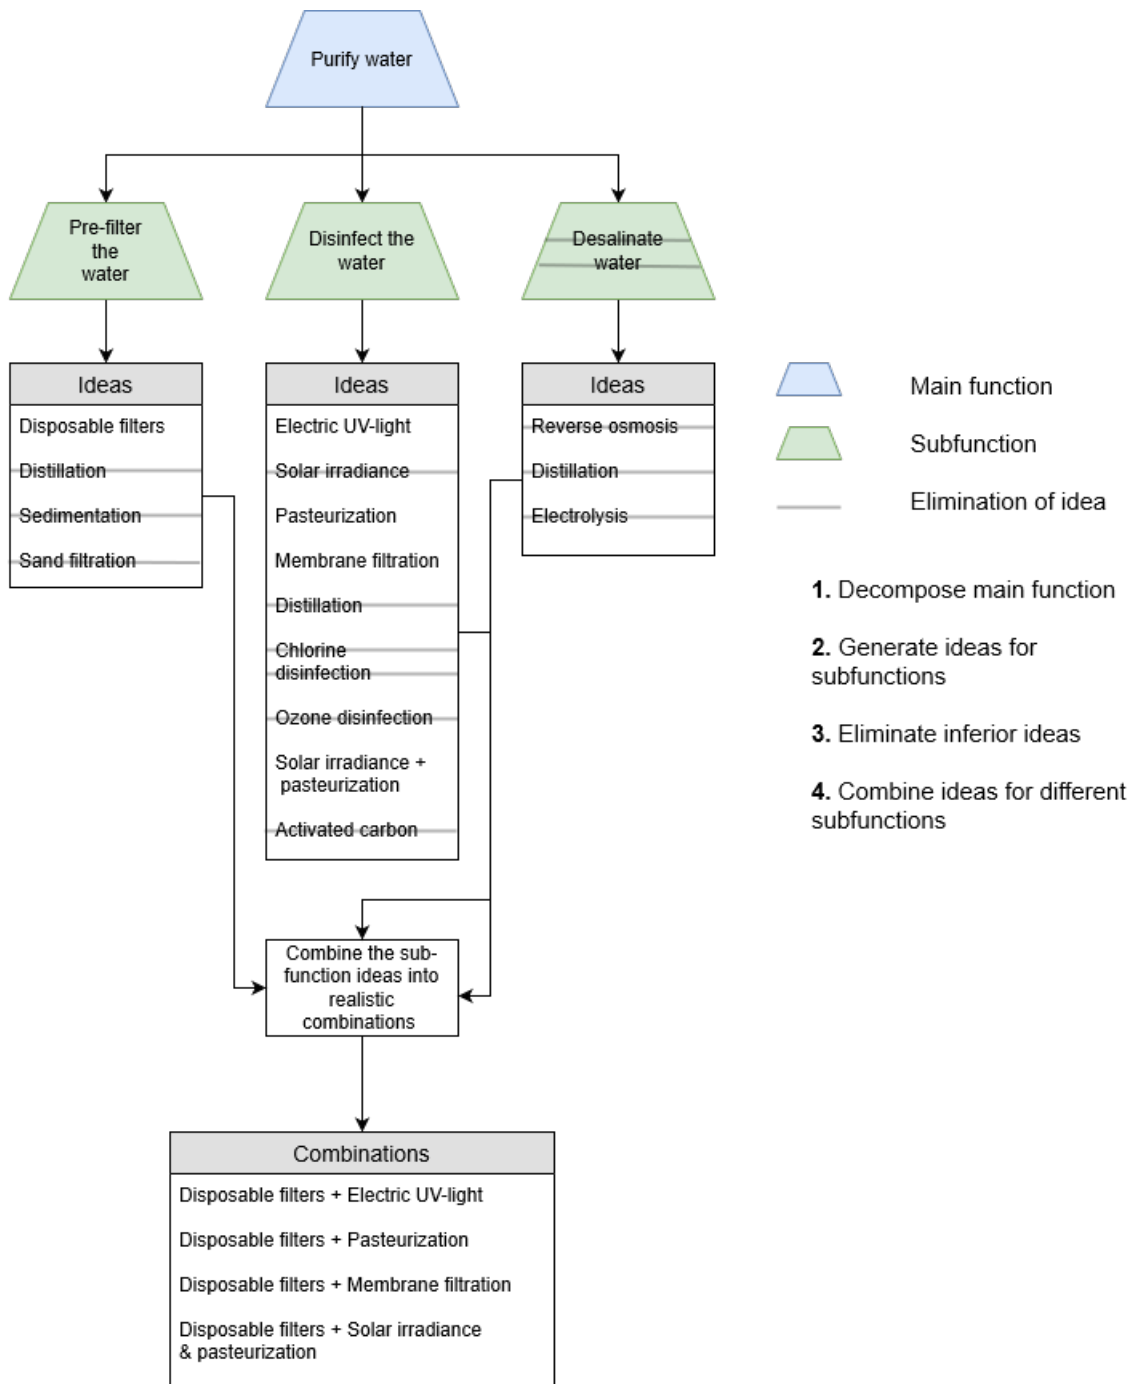 Purify water
Pre-filter
the
water
Disinfect the
water
Desalinate
water
Ideas
Disposable filters
Distillation
Sedimentation
Sand filtration
Ideas
Electric UV-light
Solar irradiance
Pasteurization
Membrane filtration
Distillation
Chlorine
disinfection
Ozone disinfection
Solar irradiance +
pasteurization
Activated carbon
Ideas
Reverse osmosis
Distillation
Electrolysis
Main function
Subfunction
Elimination of idea
1. Decompose main function
2. Generate ideas for
subfunctions
3. Eliminate inferior ideas
4. Combine ideas for different
subfunctions
Combine the sub-
function ideas into
realistic
combinations
Combinations
Disposable filters + Electric UV-light
Disposable filters + Pasteurization
Disposable filters + Membrane filtration
Disposable filters + Solar irradiance
& pasteurization